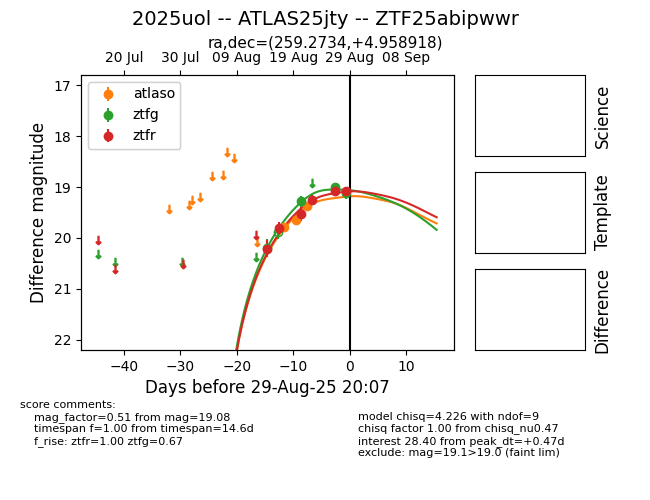 2025uol -- ATLAS25jty -- ZTF25abipwwr
ra,dec=(259.2734,+4.958918)
20 Jul 30 Jul 09 Aug 19 Aug 29 Aug 08 Sep
17
18
19
20
21
22
Difference magnitude
atlaso
ztfg
ztfr
−40 −30 −20 −10 0 10
Days before 29-Aug-25 20:07
Science
Template
Difference
score comments:
mag_factor=0.51 from mag=19.08
timespan f=1.00 from timespan=14.6d
f_rise: ztfr=1.00 ztfg=0.67
model chisq=4.226 with ndof=9
chisq factor 1.00 from chisq_nu0.47
interest 28.40 from peak_dt=+0.47d
exclude: mag=19.1>19.0 (faint lim)